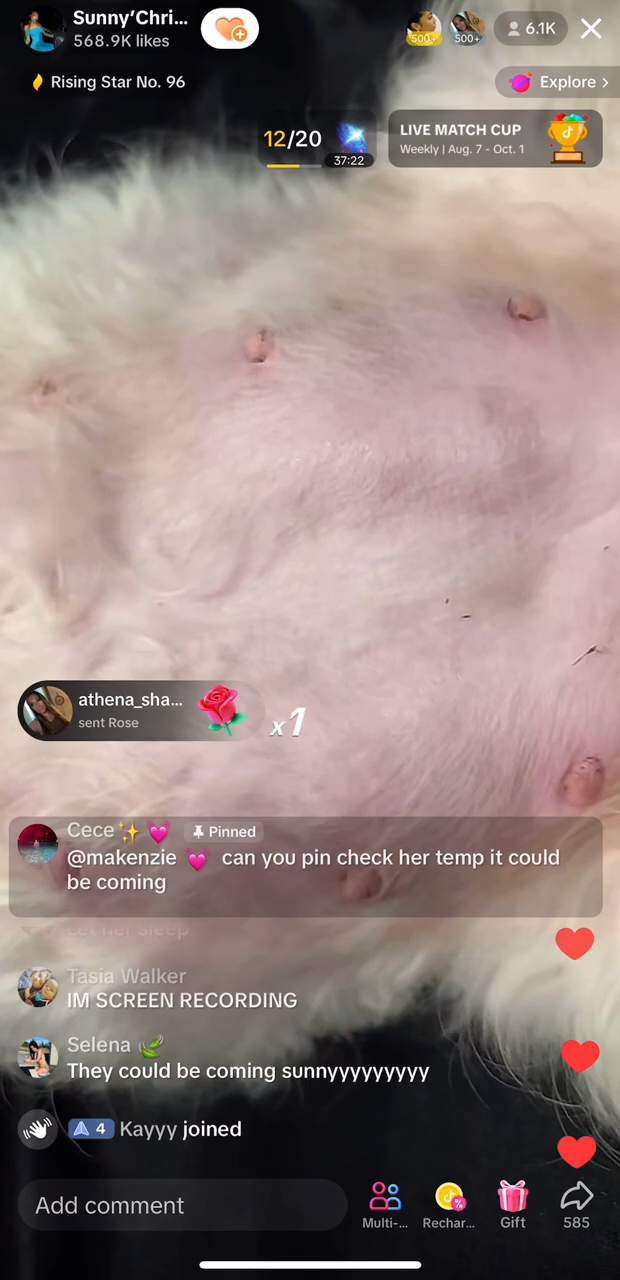 Sunny'Chri...
568.9K likes
500+
500+
6.1K
Rising Star No. 96
Explore >
12/20
37:22
LIVE MATCH CUP
Weekly | Aug. 7 - Oct. 1
athena_sha...
sent Rose
x1
Cece✨ 💓 Pinned
@makenzie 💓 can you pin check her temp it could
be coming
Let her sleep
Tasia Walker
IM SCREEN RECORDING
Selena 🌿
They could be coming sunnyyyyyyyyy
4 Kayyy joined
Add comment
Multi-...
Rechar...
Gift
585